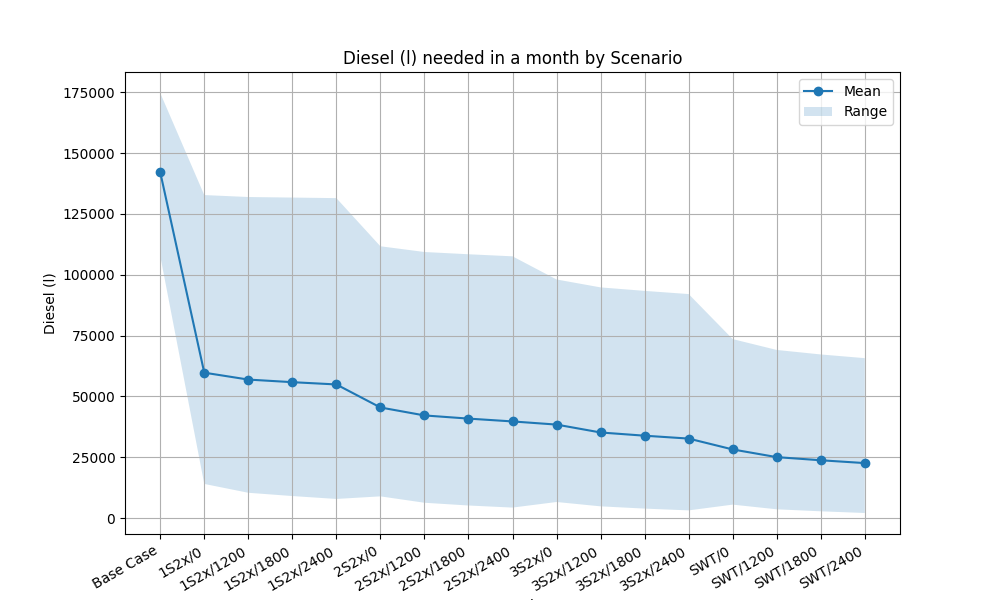 Diesel (l) needed in a month by Scenario
Mean
Range
175000
150000
125000
100000
75000
50000
25000
0
Diesel (l)
Base Case
1S2x/0
1S2x/1200
1S2x/1800
1S2x/2400
2S2x/0
2S2x/1200
2S2x/1800
2S2x/2400
3S2x/0
3S2x/1200
3S2x/1800
3S2x/2400
SWT/0
SWT/1200
SWT/1800
SWT/2400